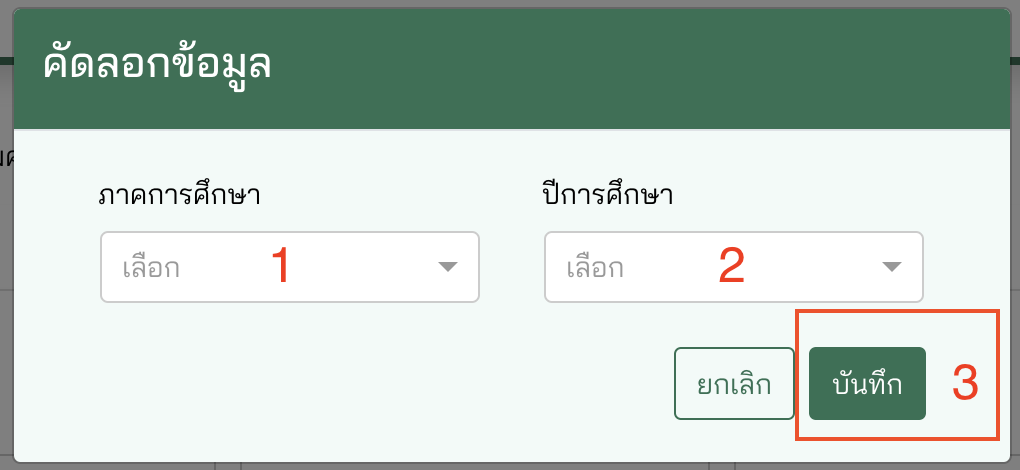 คัดลอกข้อมูล
ภาคการศึกษา
ปีการศึกษา
เลือก 1
เลือก 2
ยกเลิก
บันทึก 3